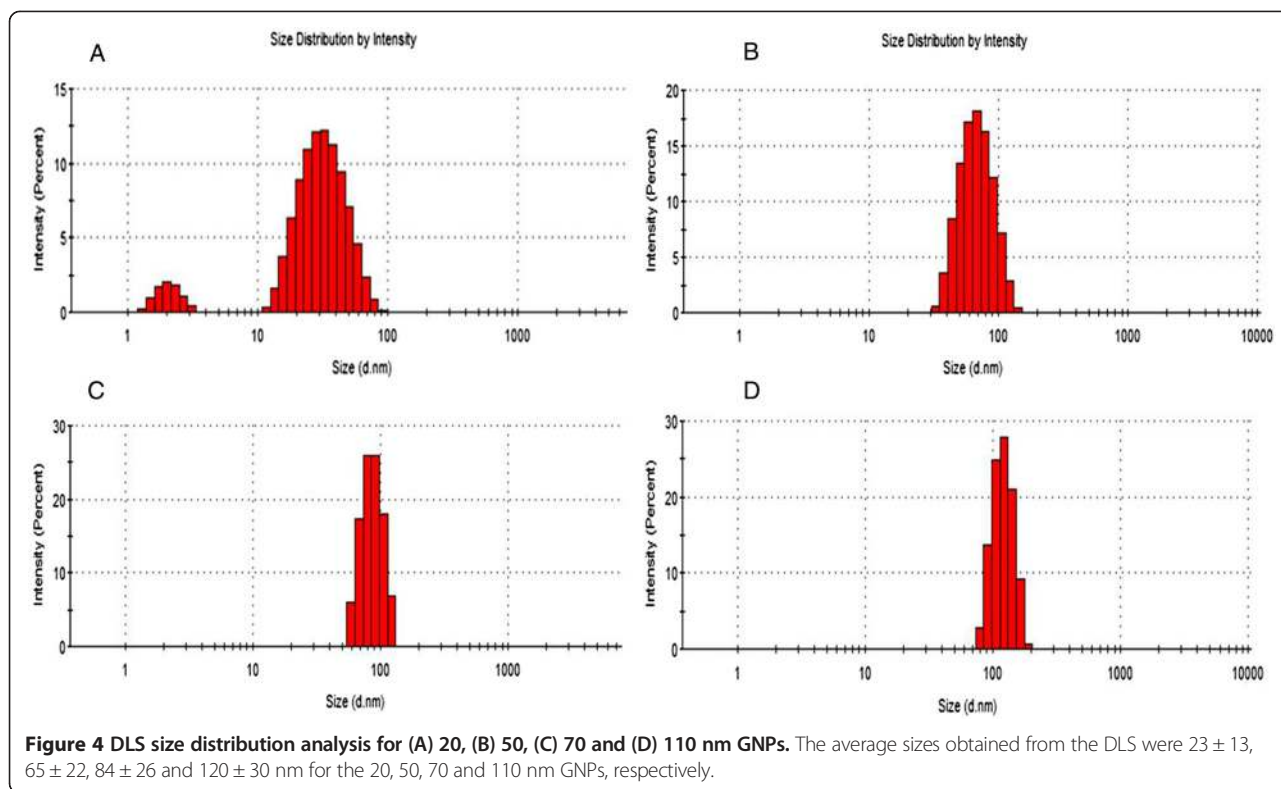 Size Distribution by Intensity
A
Intensity (Percent)
15
10
5
0
1
10
100
1000
Size (d.nm)
Size Distribution by Intensity
B
Intensity (Percent)
20
15
10
5
0
1
10
100
1000
10000
Size (d.nm)
C
Intensity (Percent)
30
20
10
0
1
10
100
1000
Size (d.nm)
D
Intensity (Percent)
30
20
10
0
1
10
100
1000
10000
Size (d.nm)
Figure 4 DLS size distribution analysis for (A) 20, (B) 50, (C) 70 and (D) 110 nm GNPs. The average sizes obtained from the DLS were 23 ± 13,
65 ± 22, 84 ± 26 and 120 ± 30 nm for the 20, 50, 70 and 110 nm GNPs, respectively.